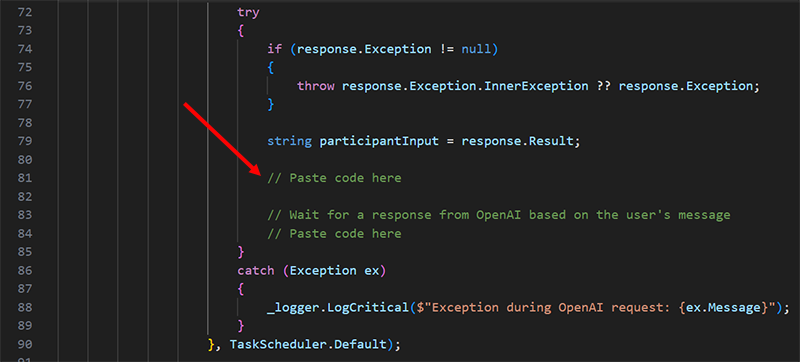 72 try
73 {
74 if (response.Exception != null)
75 {
76 throw response.Exception.InnerException ?? response.Exception;
77 }
78
79 string participantInput = response.Result;
80
81 // Paste code here
82
83 // Wait for a response from OpenAI based on the user's message
84 // Paste code here
85 }
86 catch (Exception ex)
87 {
88 _logger.LogCritical($"Exception during OpenAI request: {ex.Message}");
89 }
90 }, TaskScheduler.Default);
91